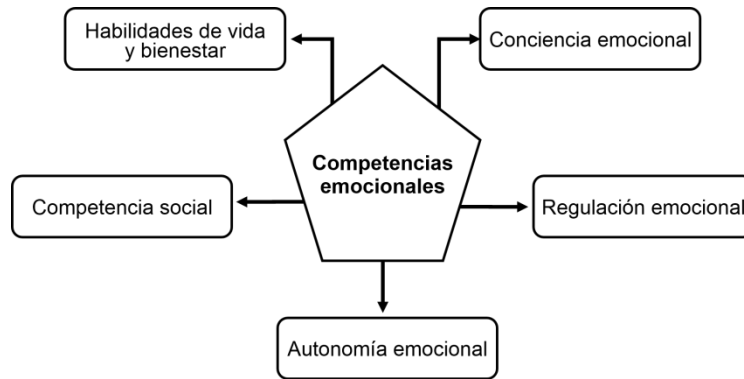 Habilidades de vida
y bienestar
Conciencia emocional
Competencias
emocionales
Competencia social
Regulación emocional
Autonomía emocional